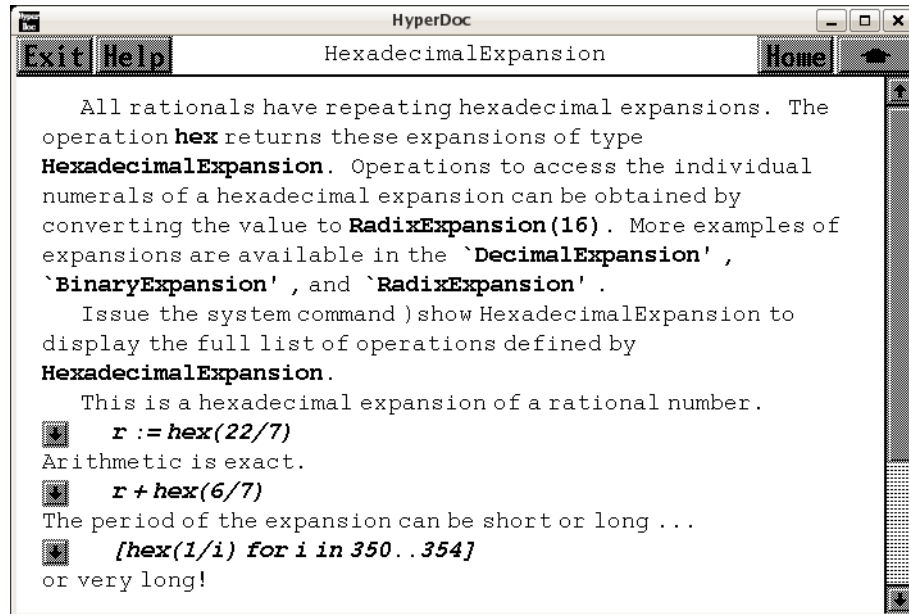 Hyper Doc
HyperDoc
Exit Help HexadecimalExpansion Home
All rationals have repeating hexadecimal expansions. The
operation hex returns these expansions of type
HexadecimalExpansion. Operations to access the individual
numerals of a hexadecimal expansion can be obtained by
converting the value to RadixExpansion(16). More examples of
expansions are available in the `DecimalExpansion' ,
`BinaryExpansion' , and `RadixExpansion' .
Issue the system command )show HexadecimalExpansion to
display the full list of operations defined by
HexadecimalExpansion.
This is a hexadecimal expansion of a rational number.
r := hex(22/7)
Arithmetic is exact.
r + hex(6/7)
The period of the expansion can be short or long ...
[hex(1/i) for i in 350..354]
or very long!